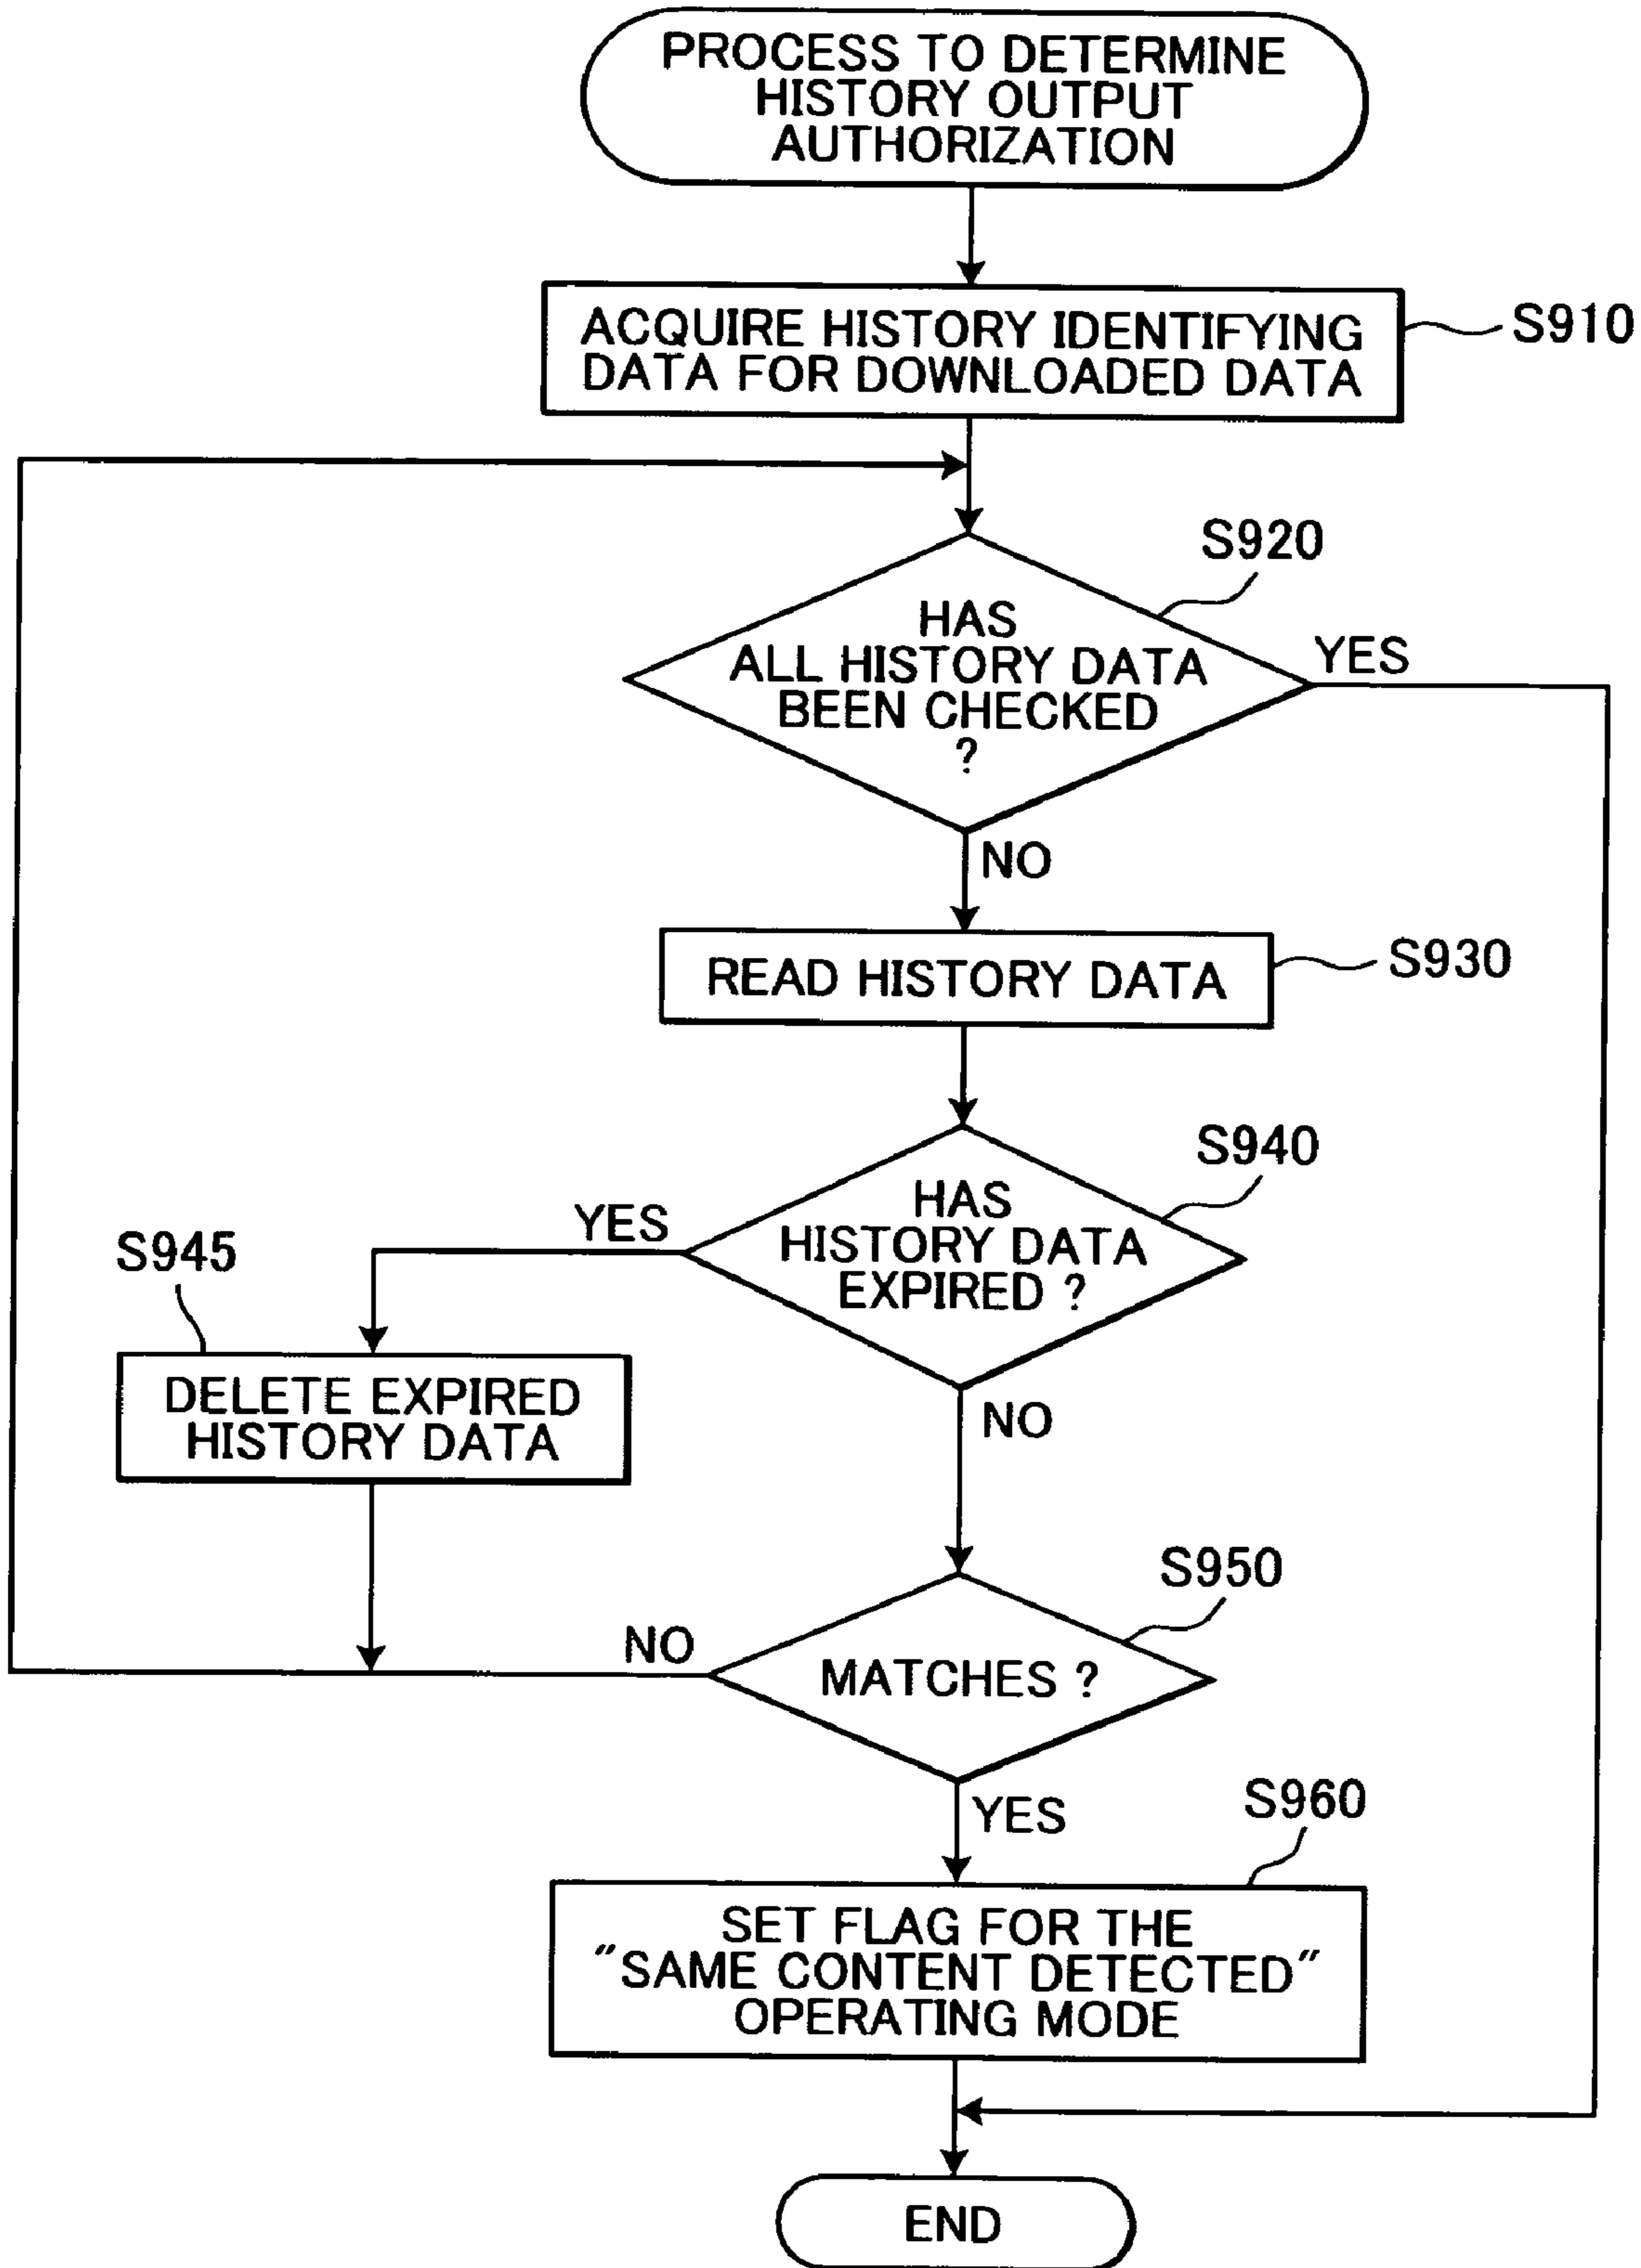 PROCESS TO DETERMINE
HISTORY OUTPUT
AUTHORIZATION
ACQUIRE HISTORY IDENTIFYING
DATA FOR DOWNLOADED DATA
S910
S920
HAS
ALL HISTORY DATA
BEEN CHECKED
?
YES
NO
READ HISTORY DATA
S930
S940
HAS
HISTORY DATA
EXPIRED ?
YES
S945
DELETE EXPIRED
HISTORY DATA
NO
S950
NO
MATCHES ?
YES
S960
SET FLAG FOR THE
"SAME CONTENT DETECTED"
OPERATING MODE
END